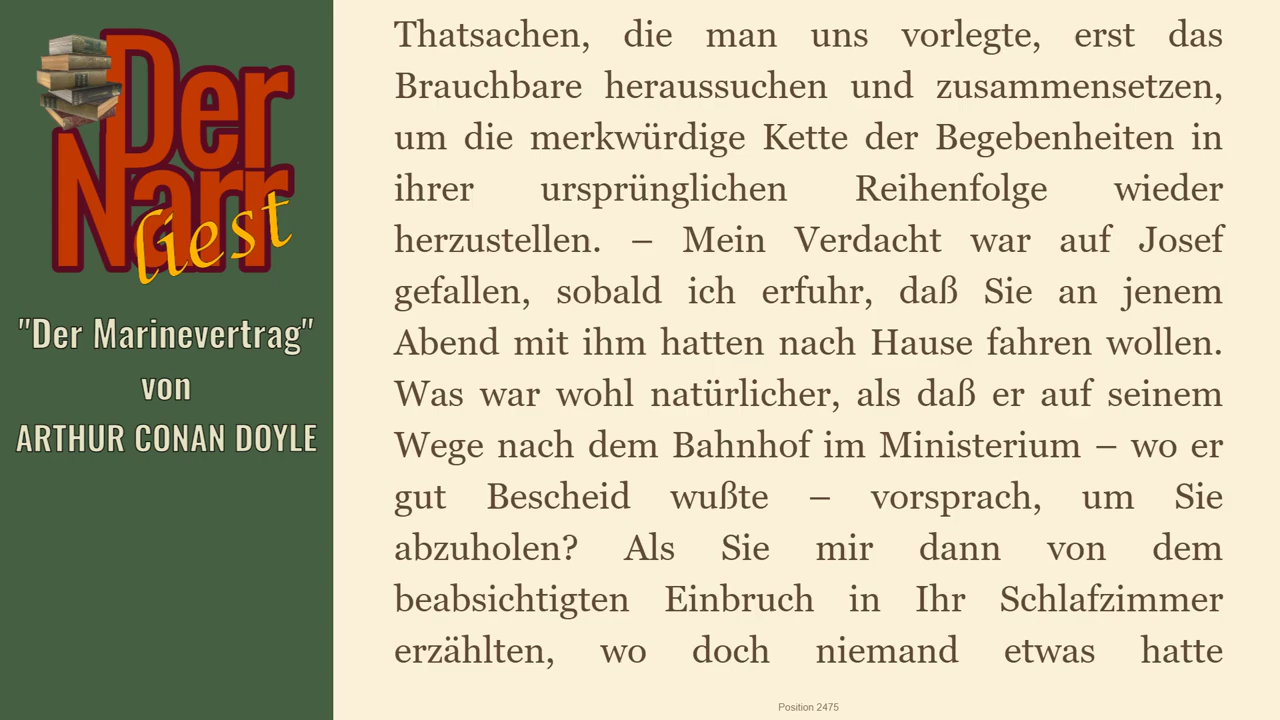 Der
Narr
liest
"Der Marinevertrag"
von
ARTHUR CONAN DOYLE
Thatsachen, die man uns vorlegte, erst das
Brauchbare heraussuchen und zusammensetzen,
um die merkwürdige Kette der Begebenheiten in
ihrer ursprünglichen Reihenfolge wieder
herzustellen. – Mein Verdacht war auf Josef
gefallen, sobald ich erfuhr, daß Sie an jenem
Abend mit ihm hatten nach Hause fahren wollen.
Was war wohl natürlicher, als daß er auf seinem
Wege nach dem Bahnhof im Ministerium – wo er
gut Bescheid wußte – vorsprach, um Sie
abzuholen? Als Sie mir dann von dem
beabsichtigten Einbruch in Ihr Schlafzimmer
erzählten, wo doch niemand etwas hatte
Position 2475